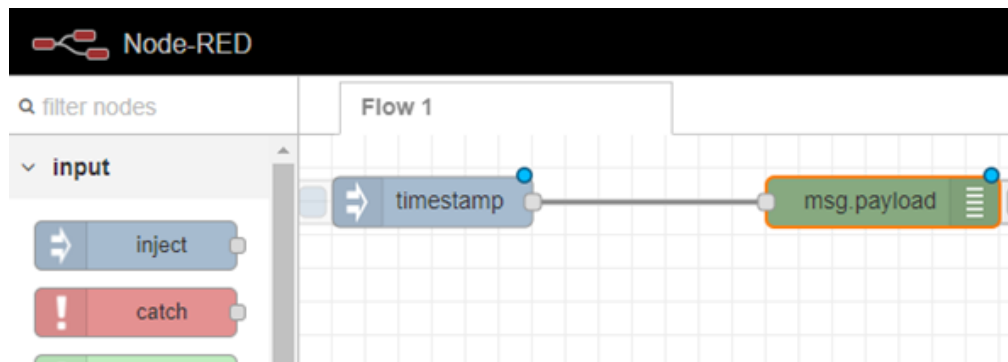 Node-RED
filter nodes
Flow 1
input
timestamp
msg.payload
inject
catch